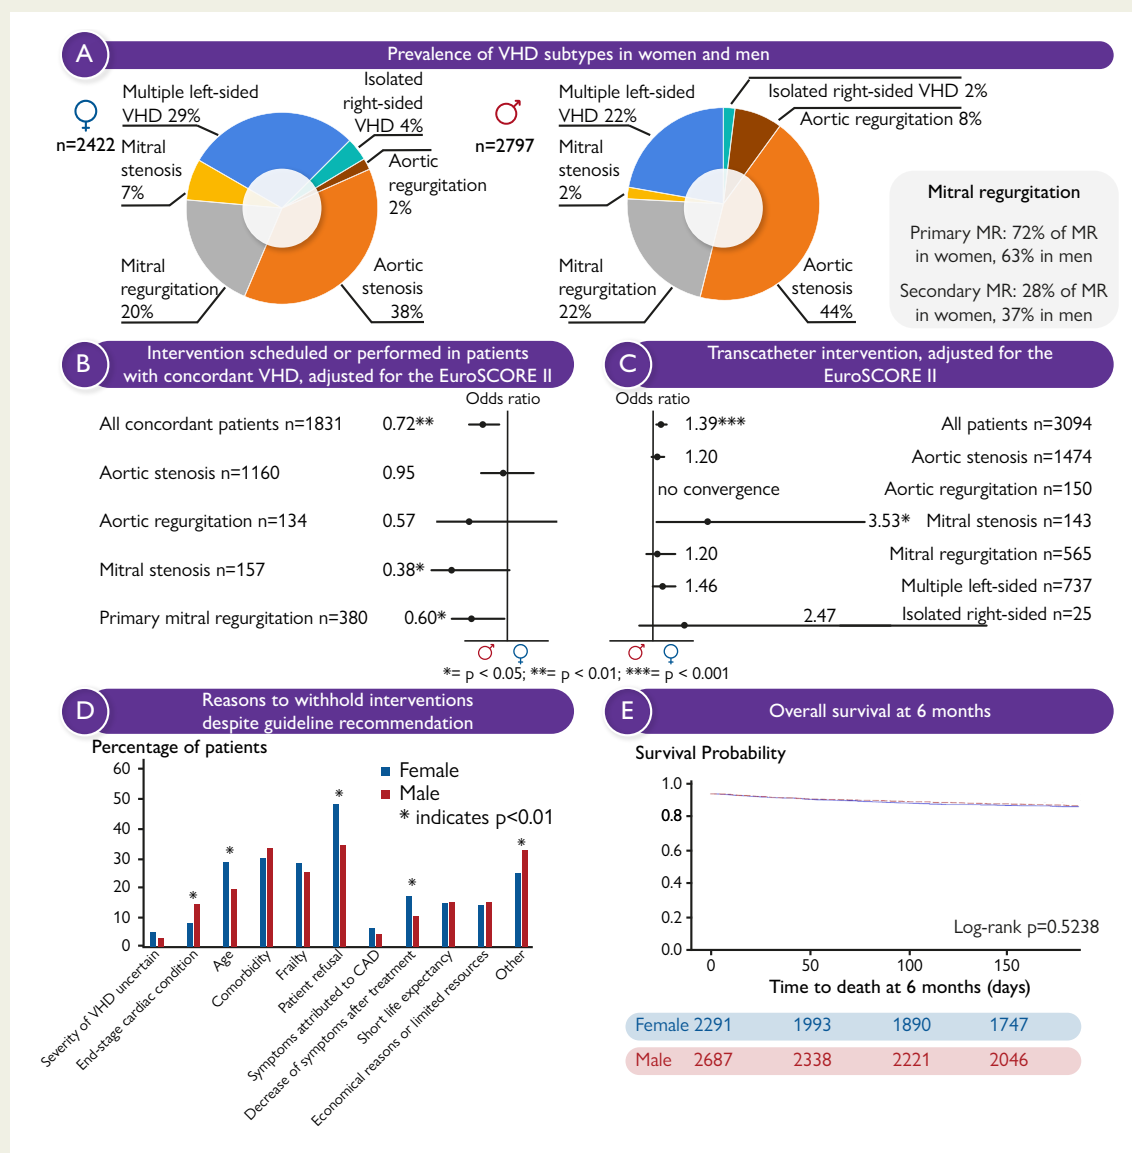 A
Prevalence of VHD subtypes in women and men
n=2422
Multiple left-sided
VHD 29%
Isolated
right-sided
VHD 4%
Mitral
stenosis
7%
Aortic
regurgitation
2%
Mitral
regurgitation
20%
Aortic
stenosis
38%
n=2797
Multiple left-sided
VHD 22%
Isolated right-sided VHD 2%
Aortic regurgitation 8%
Mitral
stenosis
2%
Mitral
regurgitation
22%
Aortic
stenosis
44%
Mitral regurgitation
Primary MR: 72% of MR
in women, 63% in men
Secondary MR: 28% of MR
in women, 37% in men
B
Intervention scheduled or performed in patients
with concordant VHD, adjusted for the EuroSCORE II
Odds ratio
All concordant patients n=1831 0.72**
Aortic stenosis n=1160 0.95
Aortic regurgitation n=134 0.57
Mitral stenosis n=157 0.38*
Primary mitral regurgitation n=380 0.60*
C
Transcatheter intervention, adjusted for the
EuroSCORE II
Odds ratio
1.39*** All patients n=3094
1.20 Aortic stenosis n=1474
no convergence Aortic regurgitation n=150
3.53* Mitral stenosis n=143
1.20 Mitral regurgitation n=565
1.46 Multiple left-sided n=737
2.47 Isolated right-sided n=25
*= p < 0.05; **= p < 0.01; ***= p < 0.001
D
Reasons to withhold interventions
despite guideline recommendation
Percentage of patients
60
50
40
30
20
10
0
Female
Male
* indicates p<0.01
*
*
*
*
*
Severity of VHD uncertain
End-stage cardiac condition
Age
Comorbidity
Frailty
Patient refusal
Symptoms attributed to CAD
Decrease of symptoms after treatment
Short life expectancy
Economical reasons or limited resources
Other
E
Overall survival at 6 months
Survival Probability
1.0
0.8
0.6
0.4
0.2
0.0
Log-rank p=0.5238
0 50 100 150
Time to death at 6 months (days)
Female 2291 1993 1890 1747
Male 2687 2338 2221 2046